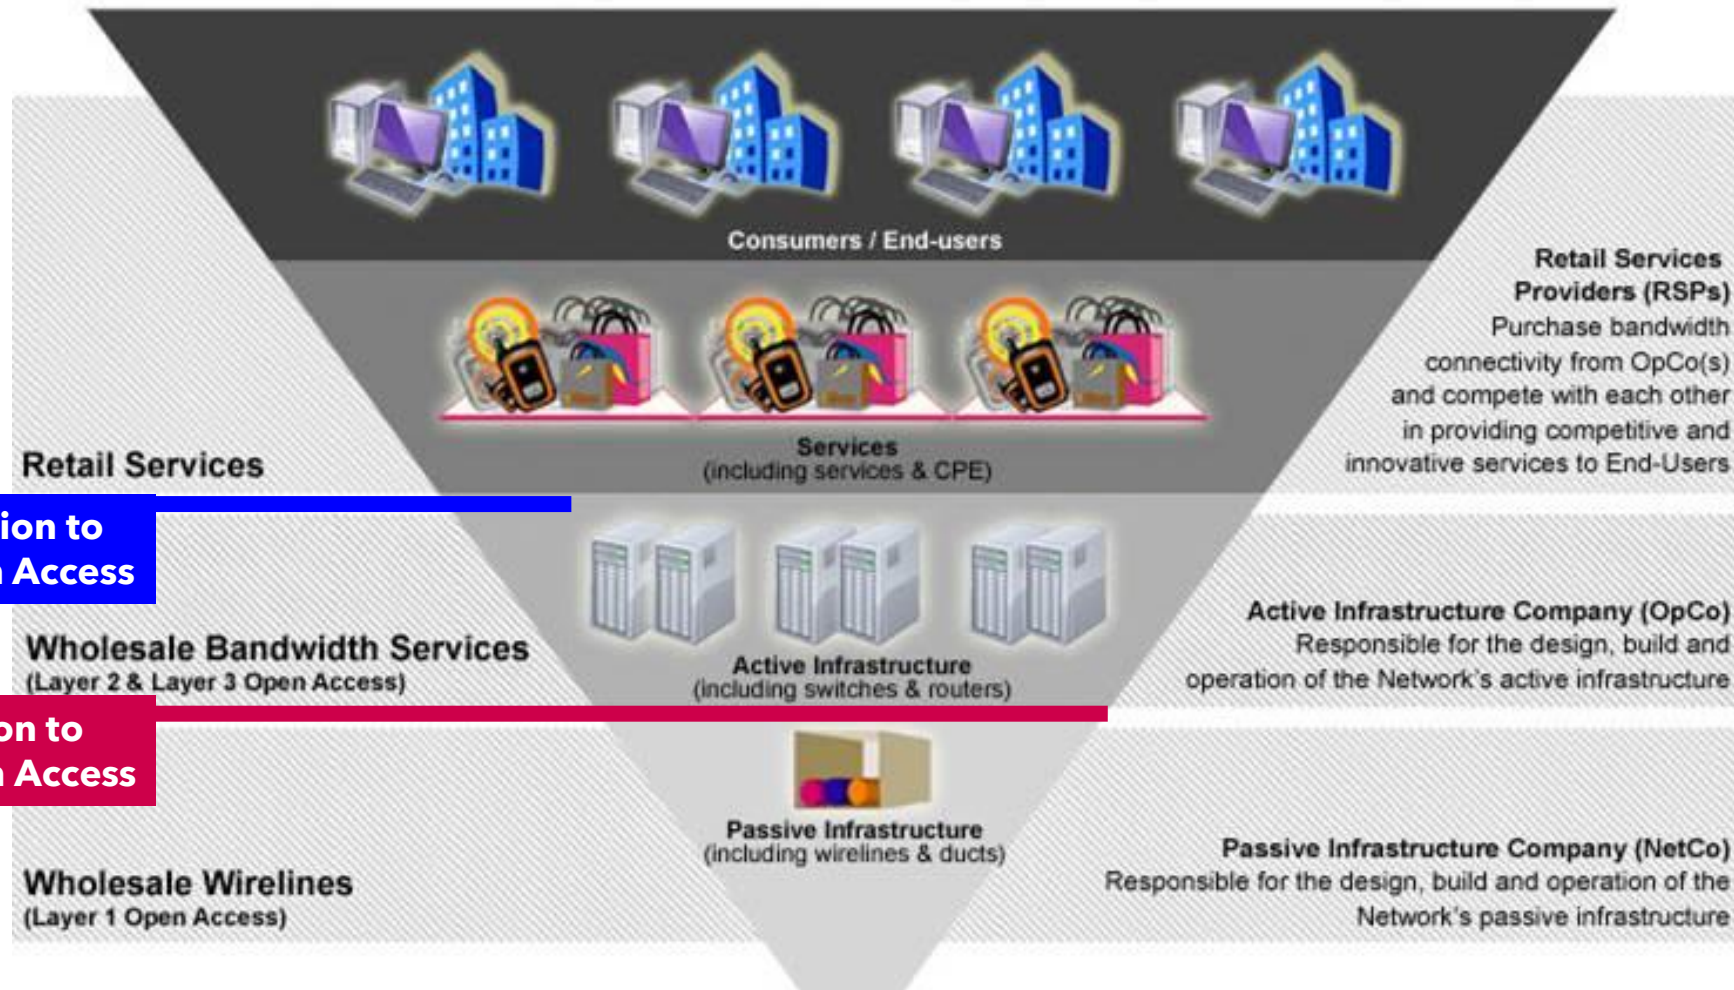 Consumers / End-users
Retail Services
Providers (RSPs)
Purchase bandwidth
connectivity from OpCo(s)
and compete with each other
in providing competitive and
innovative services to End-Users
Services
(including services & CPE)
Retail Services
to
Access
Wholesale Bandwidth Services
(Layer 2 & Layer 3 Open Access)
Active Infrastructure
(including switches & routers)
Active Infrastructure Company (OpCo)
Responsible for the design, build and
operation of the Network's active infrastructure
to
Access
Passive Infrastructure
(including wirelines & ducts)
Wholesale Wirelines
(Layer 1 Open Access)
Passive Infrastructure Company (NetCo)
Responsible for the design, build and operation of the
Network's passive infrastructure